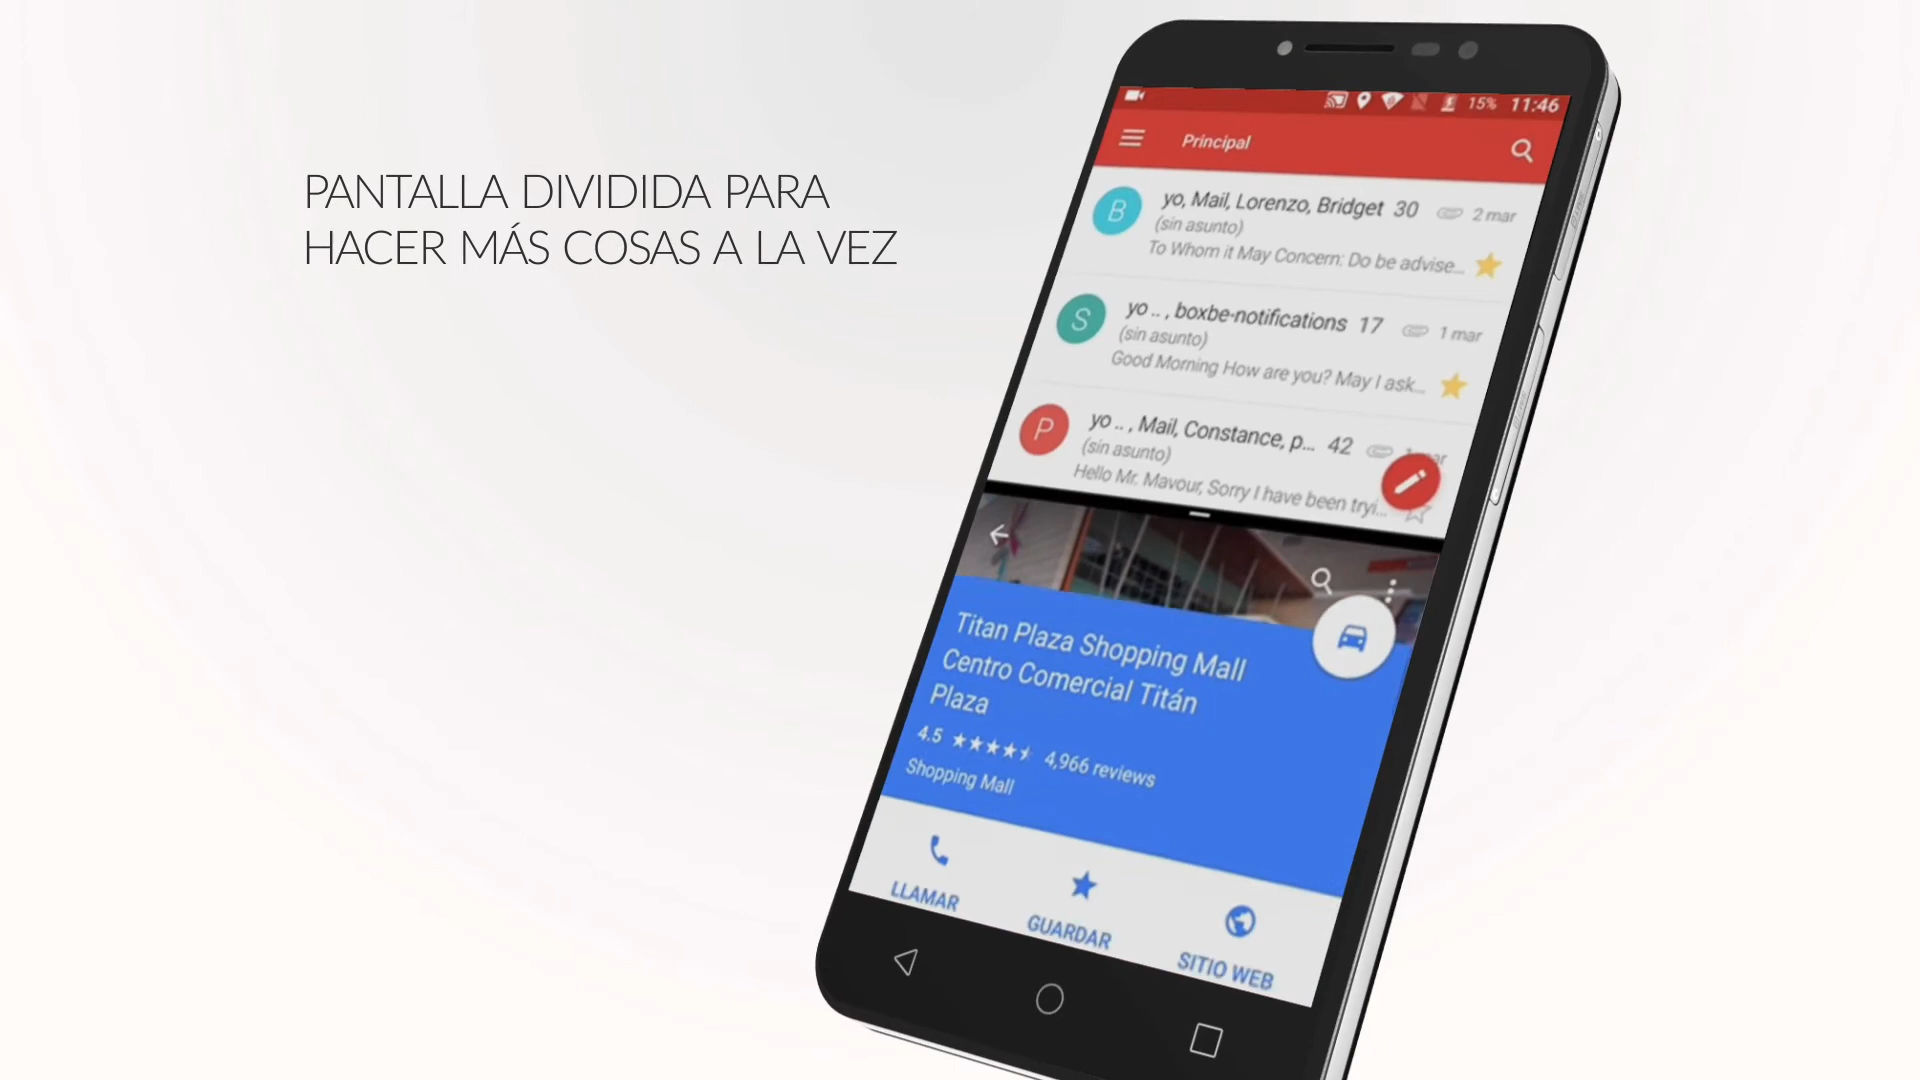 PANTALLA DIVIDIDA PARA
HACER MÁS COSAS A LA VEZ
15% 11:46
Principal
B
yo, Mail, Lorenzo, Bridget 30
2 mar
(sin asunto)
To Whom it May Concern: Do be advise...
S
yo .. , boxbe-notifications 17
1 mar
(sin asunto)
Good Morning How are you? May I ask...
P
yo .. , Mail, Constance, p... 42
(sin asunto)
Hello Mr. Mavour, Sorry I have been tryi...
Titan Plaza Shopping Mall
Centro Comercial Titán
Plaza
4.5 4,966 reviews
Shopping Mall
LLAMAR
GUARDAR
SITIO WEB